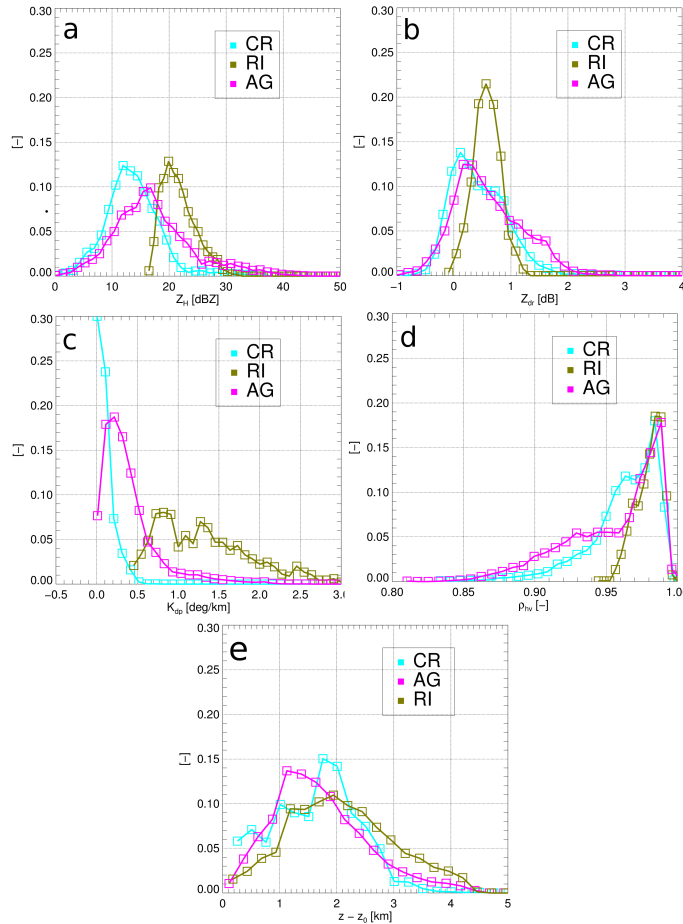 a
b
0.30
0.25
0.20
0.15
0.10
0.05
0.00
[-]
CR
RI
AG
0 10 20 30 40 50
Z_H [dBZ]
0.30
0.25
0.20
0.15
0.10
0.05
0.00
[-]
CR
RI
AG
−1 0 1 2 3 4
Z_dr [dB]
c
d
0.30
0.25
0.20
0.15
0.10
0.05
0.00
[-]
CR
RI
AG
−0.5 0.0 0.5 1.0 1.5 2.0 2.5 3.0
K_dp [deg/km]
0.30
0.25
0.20
0.15
0.10
0.05
0.00
[-]
CR
RI
AG
0.80 0.85 0.90 0.95 1.0
ρ_hv [-]
e
0.30
0.25
0.20
0.15
0.10
0.05
0.00
[-]
CR
AG
RI
0 1 2 3 4 5
z − z_0 [km]